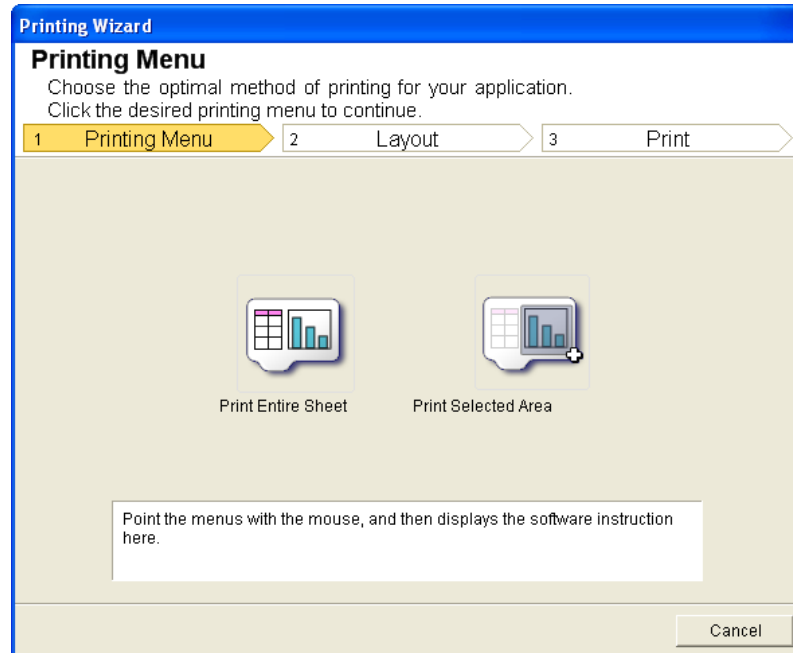 Printing Wizard
Printing Menu
Choose the optimal method of printing for your application.
Click the desired printing menu to continue.
1 Printing Menu 2 Layout 3 Print
Print Entire Sheet Print Selected Area
Point the menus with the mouse, and then displays the software instruction
here.
Cancel